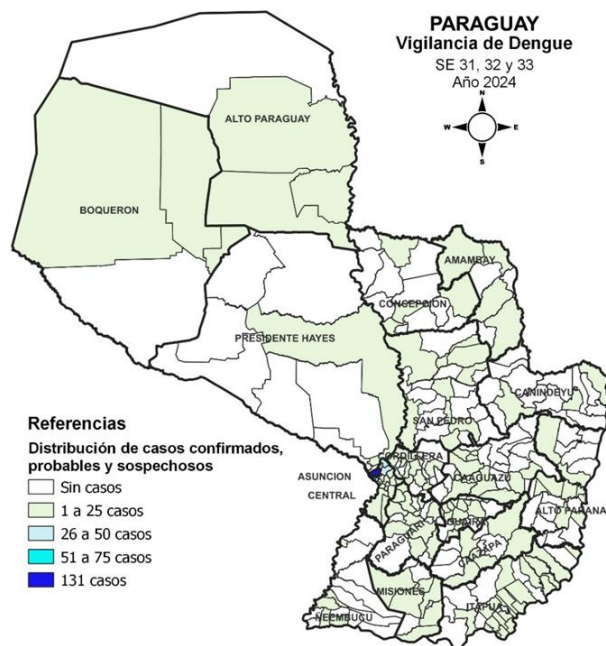 PARAGUAY
Vigilancia de Dengue
SE 31, 32 y 33
Año 2024
N
W E
S
ALTO PARAGUAY
BOQUERON
AMAMBAY
CONCEPCION
PRESIDENTE HAYES
CANINDEYU
SAN PEDRO
CORDILLERA
ASUNCION
CENTRAL
CAAGUAZU
ALTO PARANA
GUAIRA
PARAGUARI
CAAZAPA
MISIONES
ITAPUA
ÑEEMBUCU
Referencias
Distribución de casos confirmados,
probables y sospechosos
Sin casos
1 a 25 casos
26 a 50 casos
51 a 75 casos
131 casos